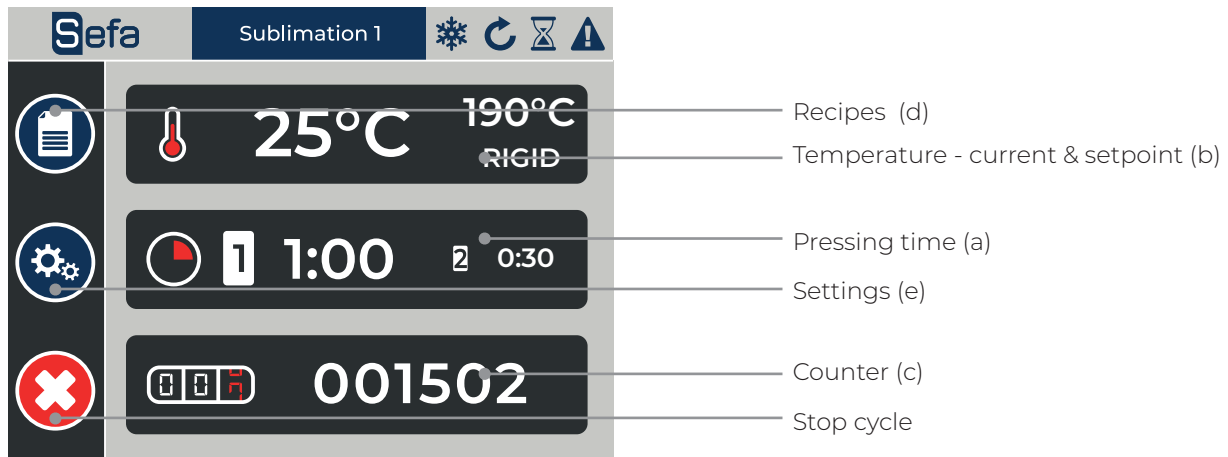 Sefa
Sublimation 1
25°C
190°C
RIGID
1
1:00
2
0:30
001502
Recipes (d)
Temperature - current & setpoint (b)
Pressing time (a)
Settings (e)
Counter (c)
Stop cycle